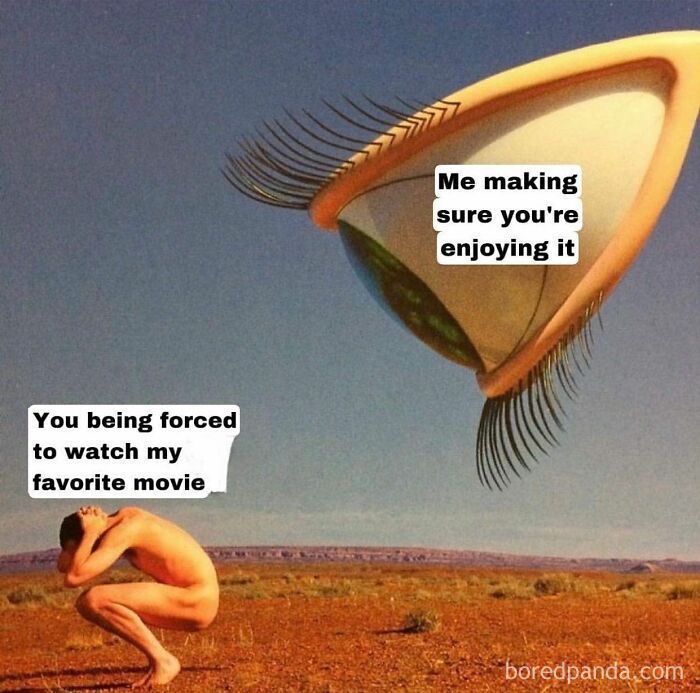 Me making
sure you're
enjoying it
You being forced
to watch my
favorite movie
boredpanda.com